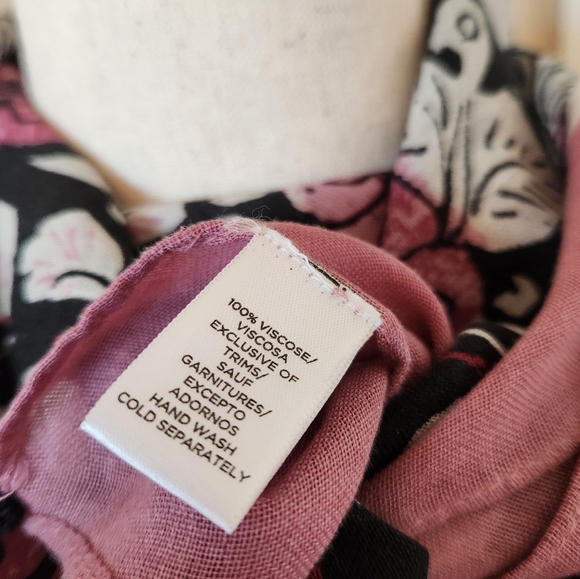 100% VISCOSE/
VISCOSA
EXCLUSIVE OF
TRIMS/
SAUF
GARNITURES/
EXCEPTO
ADORNOS
HAND WASH
COLD SEPARATELY